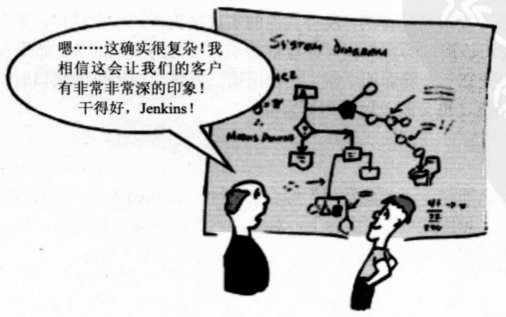 嗯……这确实很复杂!我
相信这会让我们的客户
有非常非常深的印象!
干得好,Jenkins!
SYSTEM DIAGRAM